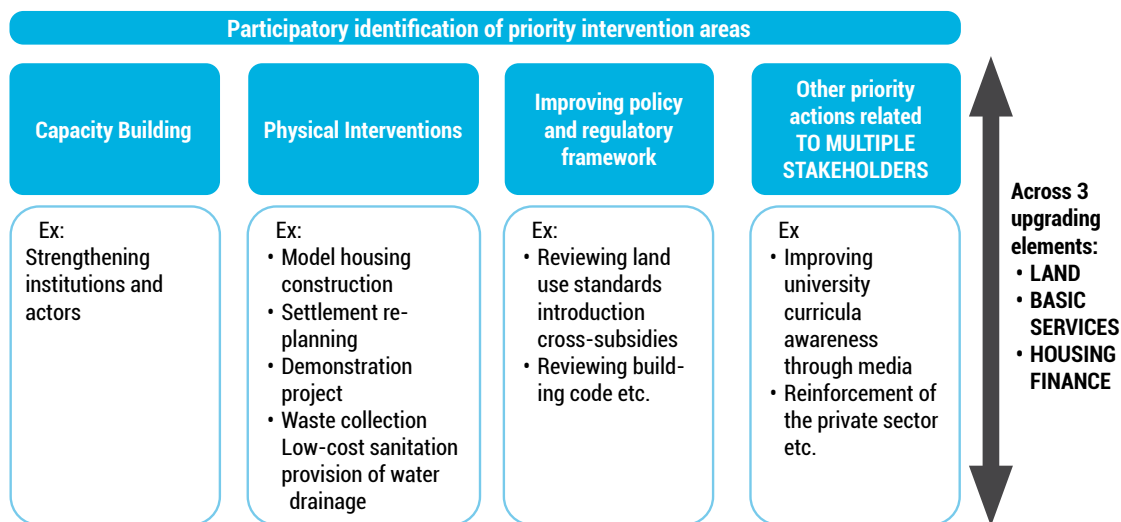 Participatory identification of priority intervention areas
Capacity Building
Ex:
Strengthening
institutions and
actors
Physical Interventions
Ex:
• Model housing
construction
• Settlement re-
planning
• Demonstration
project
• Waste collection
Low-cost sanitation
provision of water
drainage
Improving policy
and regulatory
framework
Ex:
• Reviewing land
use standards
introduction
cross-subsidies
• Reviewing build-
ing code etc.
Other priority
actions related
TO MULTIPLE
STAKEHOLDERS
Ex
• Improving
university
curricula
awareness
through media
• Reinforcement of
the private sector
etc.
Across 3
upgrading
elements:
• LAND
• BASIC
SERVICES
• HOUSING
FINANCE